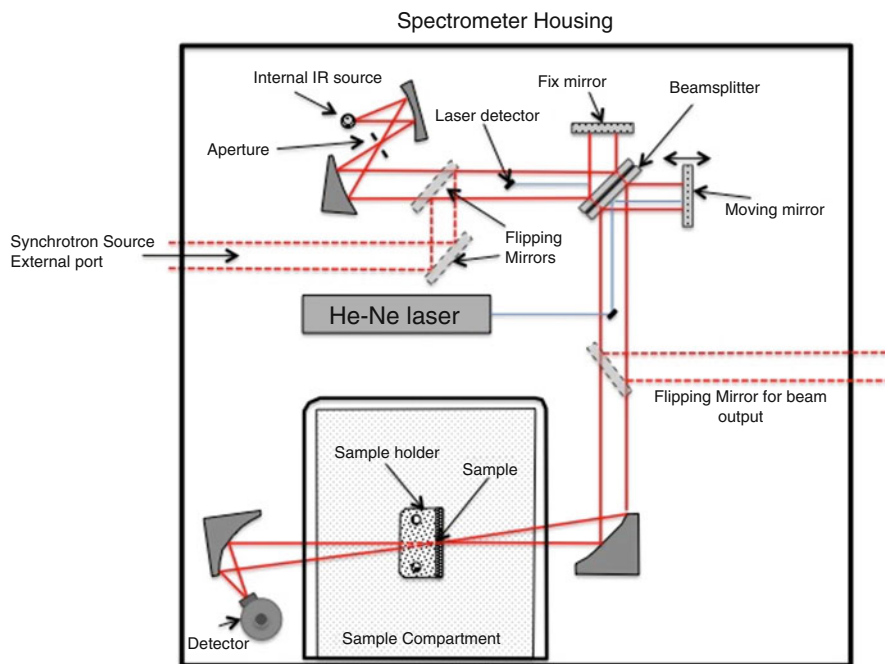 Spectrometer Housing
Internal IR source
Aperture
Laser detector
Fix mirror
Beamsplitter
Moving mirror
Synchrotron Source
External port
Flipping
Mirrors
He-Ne laser
Flipping Mirror for beam
output
Sample holder
Sample
Detector
Sample Compartment